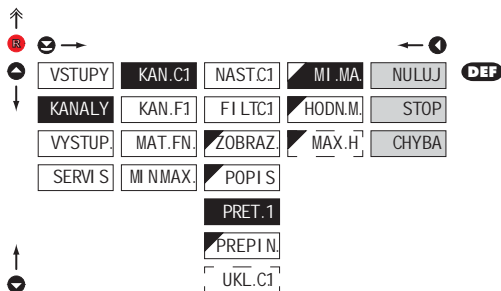 R
VSTUPY KAN.C1 NAST.C1 MI.MA. NULUJ DEF
KANALY KAN.F1 FILTC1 HODN.M. STOP
VYSTUP. MAT.FN. ZOBRAZ. MAX.H CHYBA
SERVIS MINMAX. POPIS
PRET.1
PREPIN.
UKL.C1